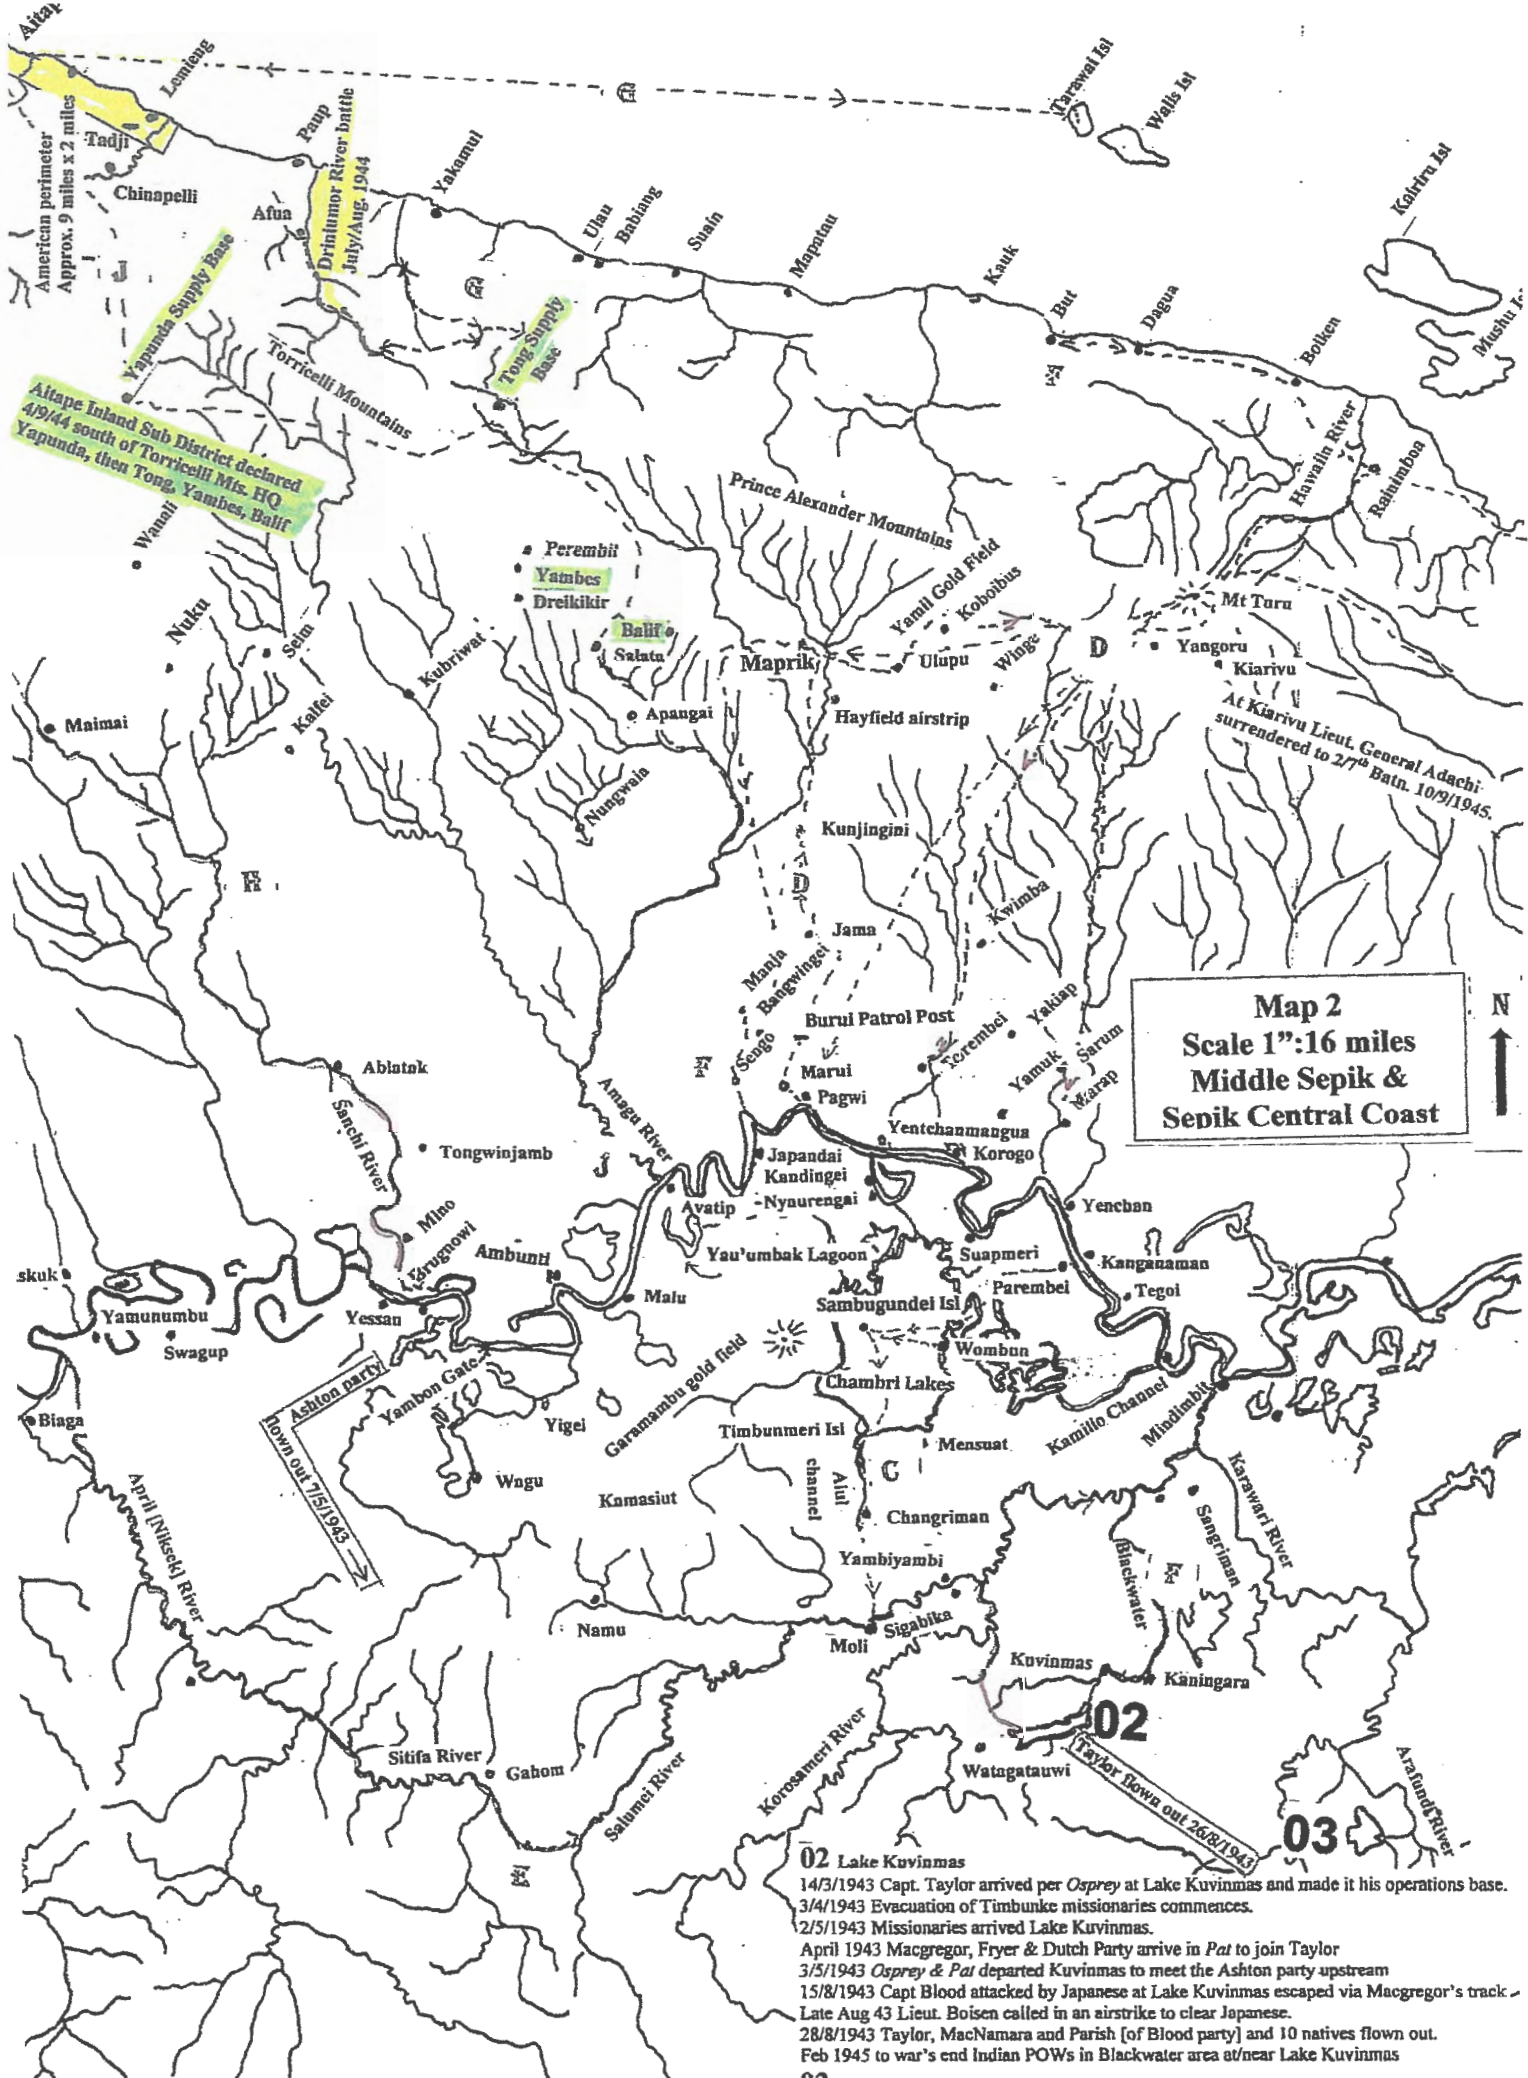 Aitap
Lemieng
Tadji
American perimeter
Approx. 9 miles x 2 miles
Chinapelli
Paup
Afua
Driniumor River battle
July/Aug. 1944
Yakamul
Ulau
Babiang
Suain
Mapatau
Kauk
But
Dagua
Boiken
Tarawai Isl
Walis Isl
Kairiru Isl
Mushu Is
G
J
G
Yapunda Supply Base
Tong Supply
Base
Torricelli Mountains
Aitape Inland Sub District declared
4/9/44 south of Torricelli Mts. HQ
Yapunda, then Tong, Yambes, Balif
Wanali
Prince Alexander Mountains
Hawain River
Rainimboa
Perembil
Yambes
Dreikikir
Balif
Salata
Yamil Gold Field
Koboibus
Mt Turu
Nuku
Seim
Kubriwat
Maprik
Ulupu
Winge
D
Yangoru
Kiarivu
Maimai
Kalfei
Apangai
Hayfield airstrip
At Kiarivu Lieut. General Adachi
surrendered to 2/7th Batn. 10/9/1945.
Nungwaia
Kunjingini
D
Kwimba
Jama
Manja
Bangwingei
Burui Patrol Post
Sengo
Torembei
Yakiap
Yamuk
Sarum
Marap
Map 2
Scale 1”:16 miles
Middle Sepik &
Sepik Central Coast
N
Abiatak
Marui
Pagwi
Amagu River
Sanchi River
Tongwinjamb
Yentchanmangua
Korogo
Japandai
Kandingei
Nyaurengai
J
Avatip
Yenchan
Mino
Brugnowi
Ambunti
Yau'umbak Lagoon
Suapmeri
Kanganaman
Parembei
Tegoi
skuk
Yamunumbu
Swagup
Yessan
Malu
Sambugundei Isl
Wombun
Ashton party
flown out 7/5/1943
Yambon Gate
Garamambu gold field
Chambri Lakes
Kamillo Channel
Mindimbit
Biaga
Yigei
Timbunmeri Isl
Mensuat
Wagu
Kamasiut
Alui
channel
C
April [Niksek] River
Changriman
Karawari River
Sangriman
Blackwater
Yambiyambi
Namu
Moli
Sigabika
Kuvinmas
Kaningara
02
Sitifa River
Gahom
Salumei River
Korosameri River
Watagatauwi
Taylor flown out 26/8/1943
Arafundi River
03
02 Lake Kuvinmas
14/3/1943 Capt. Taylor arrived per Osprey at Lake Kuvinmas and made it his operations base.
3/4/1943 Evacuation of Timbunke missionaries commences.
2/5/1943 Missionaries arrived Lake Kuvinmas.
April 1943 Macgregor, Fryer & Dutch Party arrive in Pat to join Taylor
3/5/1943 Osprey & Pat departed Kuvinmas to meet the Ashton party upstream
15/8/1943 Capt Blood attacked by Japanese at Lake Kuvinmas escaped via Macgregor's track
Late Aug 43 Lieut. Boisen called in an airstrike to clear Japanese.
28/8/1943 Taylor, MacNamara and Parish [of Blood party] and 10 natives flown out.
Feb 1945 to war's end Indian POWs in Blackwater area at/near Lake Kuvinmas